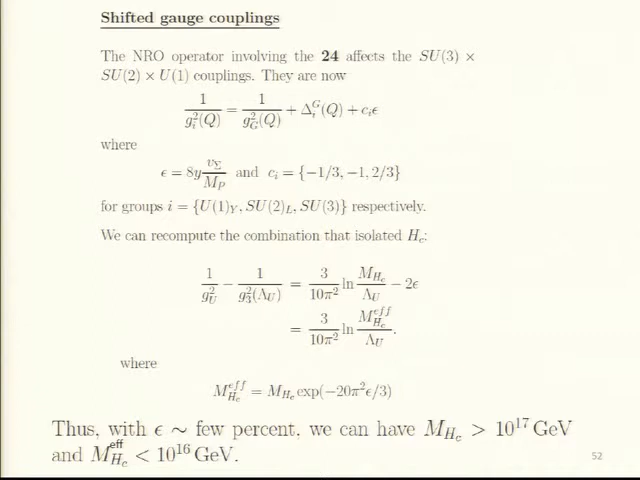 Shifted gauge couplings
The NRO operator involving the 24 affects the SU(3) ×
SU(2) × U(1) couplings. They are now
1/g_i^2(Q) = 1/g_G^2(Q) + Δ_i^G(Q) + c_iϵ
where
ϵ = 8y v_Σ/M_P and c_i = {−1/3, −1, 2/3}
for groups i = {U(1)_Y, SU(2)_L, SU(3)} respectively.
We can recompute the combination that isolated H_c:
1/g_U^2 − 1/g_3^2(Λ_U) = 3/10π^2 ln M_{H_c}/Λ_U − 2ϵ
= 3/10π^2 ln M_{H_c}^{eff}/Λ_U.
where
M_{H_c}^{eff} = M_{H_c} exp(−20π^2ϵ/3)
Thus, with ϵ ∼ few percent, we can have M_{H_c} > 10^{17} GeV
and M_{H_c}^{eff} < 10^{16} GeV.
52